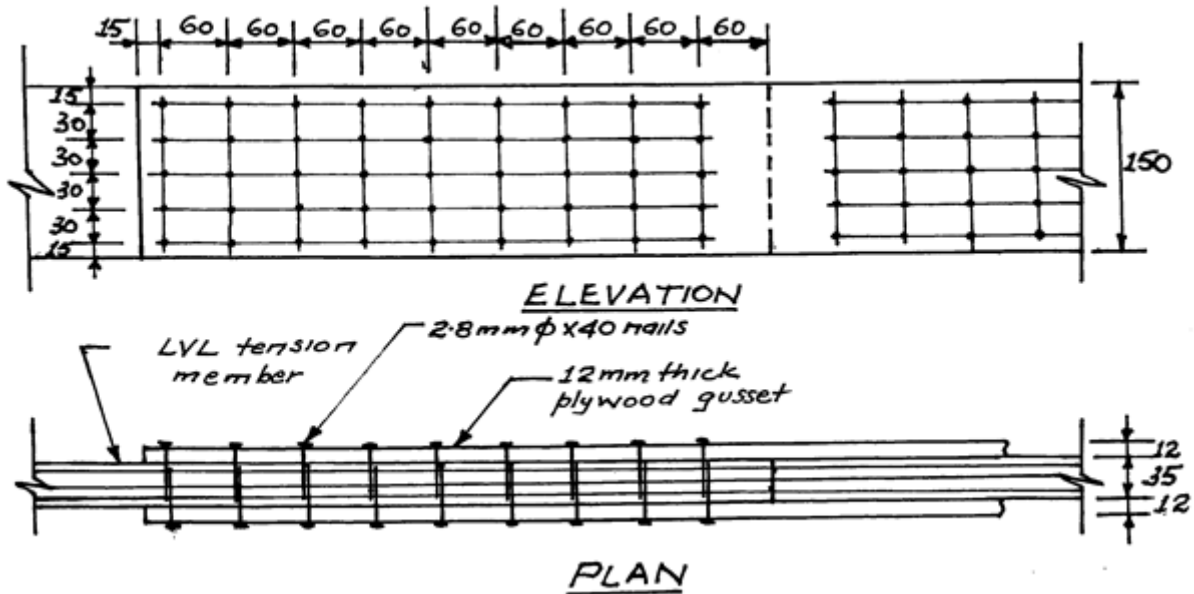 15 60 60 60 60 60 60 60 60 60
15
30
30
30
30
15
150
ELEVATION
2.8mmϕ x40 nails
LVL tension
member
12mm thick
plywood gusset
12
35
12
PLAN